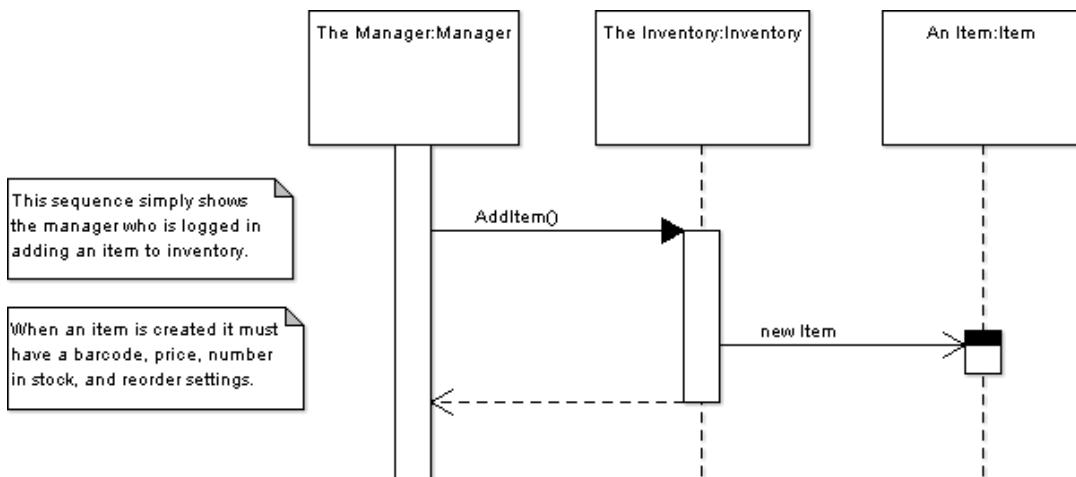 The Manager:Manager
The Inventory:Inventory
An Item:Item
This sequence simply shows
the manager who is logged in
adding an item to inventory.
AddItem()
When an item is created it must
have a barcode, price, number
in stock, and reorder settings.
new Item